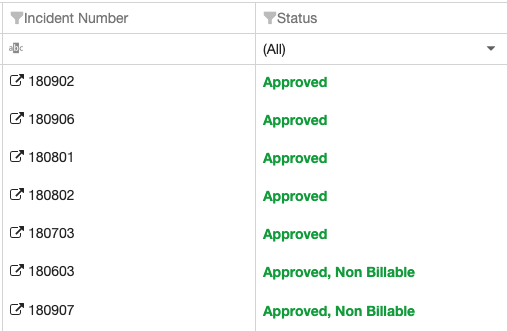 Incident Number Status
abc (All)
180902 Approved
180906 Approved
180801 Approved
180802 Approved
180703 Approved
180603 Approved, Non Billable
180907 Approved, Non Billable